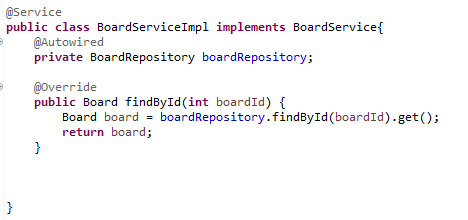 @Service
public class BoardServiceImpl implements BoardService{
@Autowired
private BoardRepository boardRepository;
@Override
public Board findById(int boardId) {
Board board = boardRepository.findById(boardId).get();
return board;
}
}